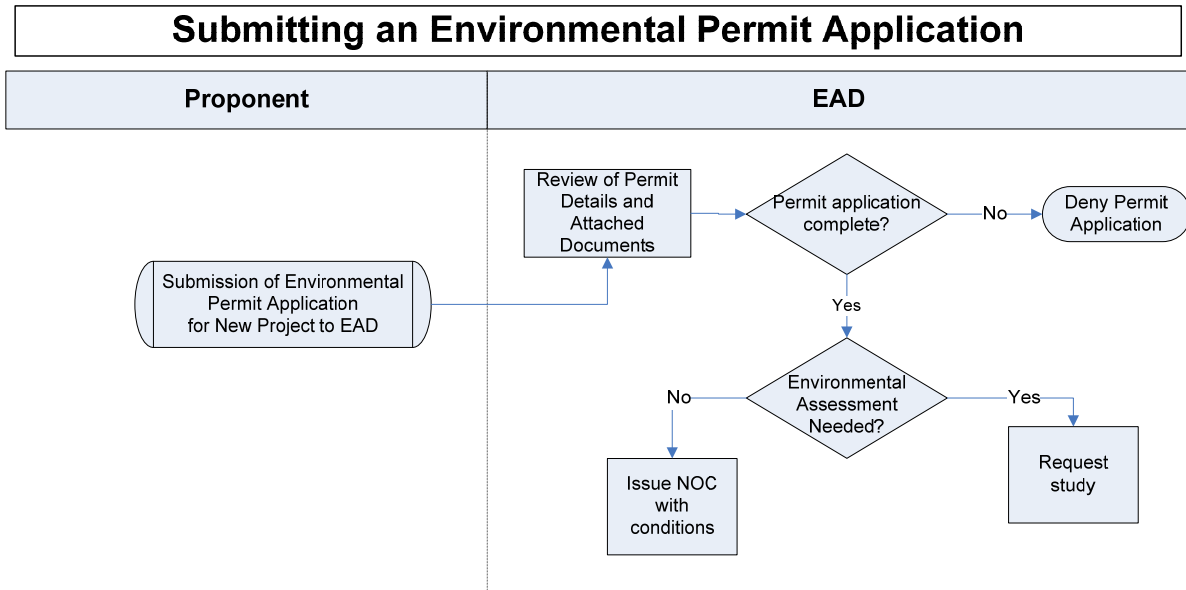 Submitting an Environmental Permit Application
Proponent
EAD
Review of Permit
Details and
Attached
Documents
Permit application
complete?
No
Deny Permit
Application
Submission of Environmental
Permit Application
for New Project to EAD
Yes
Environmental
Assessment
Needed?
No
Yes
Issue NOC
with
conditions
Request
study